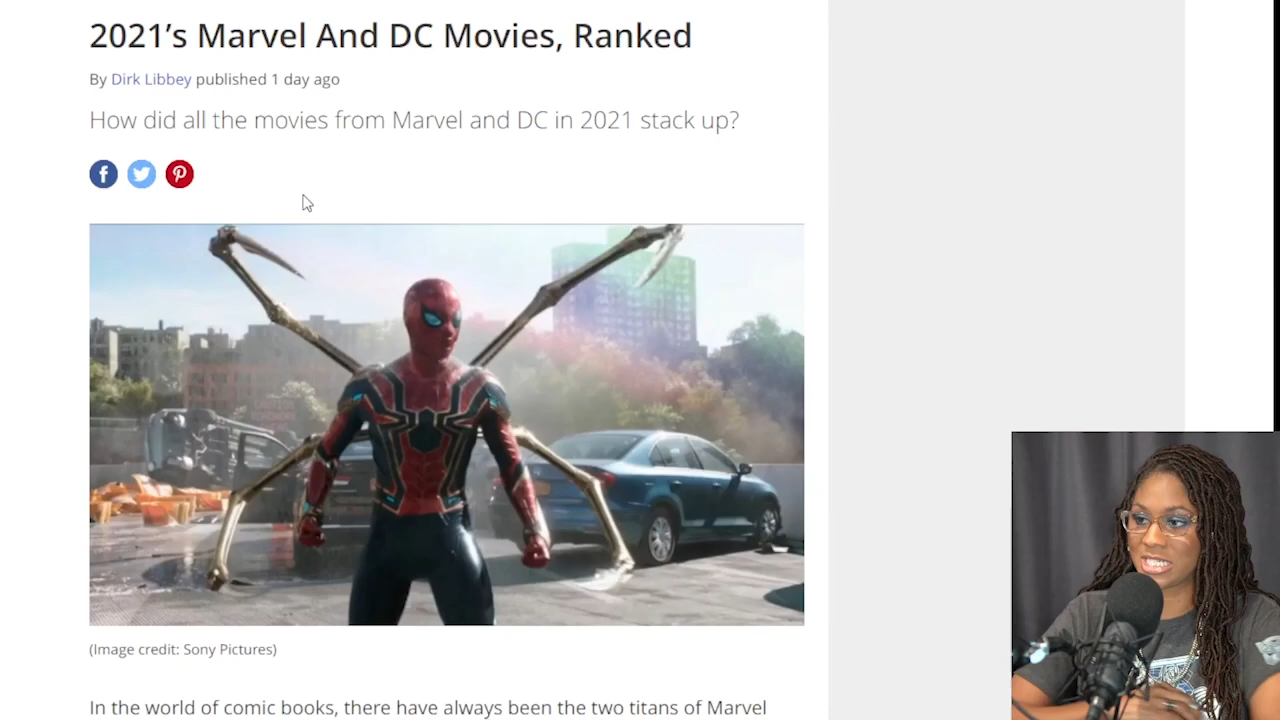 2021's Marvel And DC Movies, Ranked
By Dirk Libbey published 1 day ago
How did all the movies from Marvel and DC in 2021 stack up?
(Image credit: Sony Pictures)
In the world of comic books, there have always been the two titans of Marvel